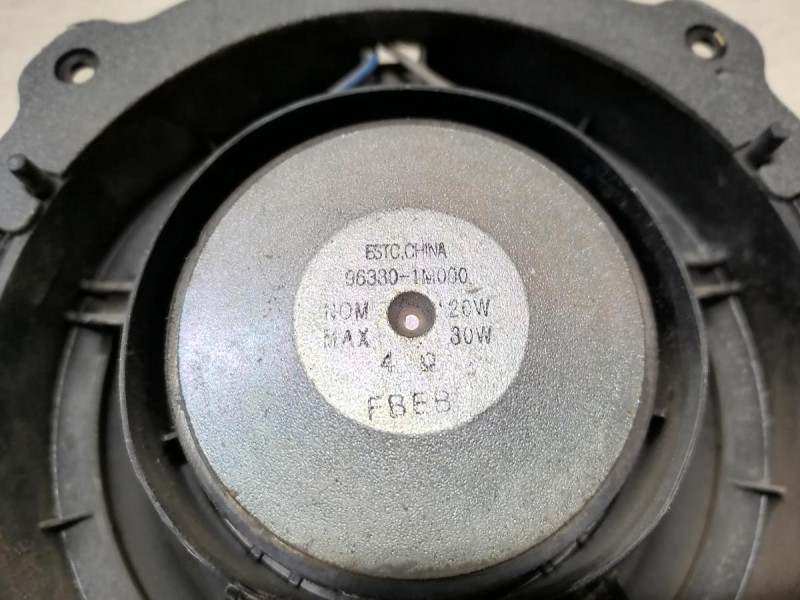 ESTC.CHINA
96330-1M000
NOM 20W
MAX 30W
4 Ω
FBEB